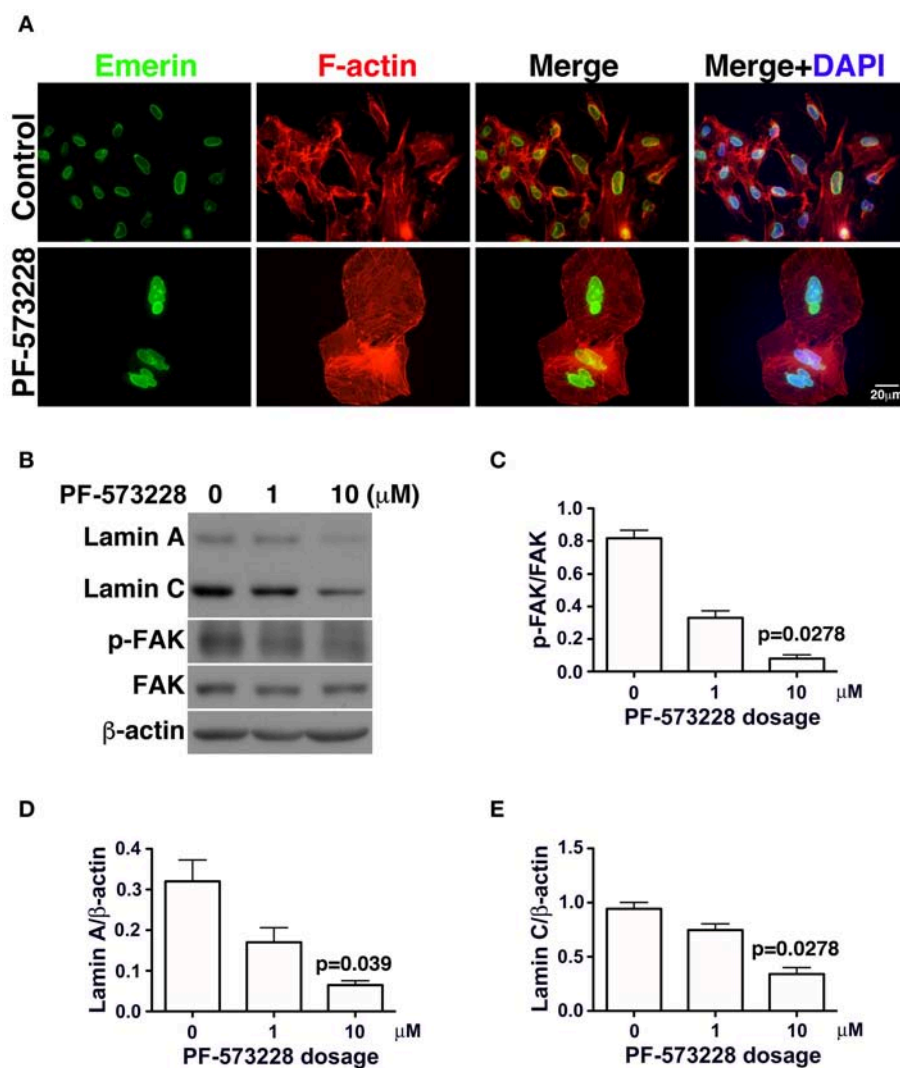 A
Emerin F-actin Merge Merge+DAPI
Control
PF-573228
20μm
B
PF-573228 0 1 10 (μM)
Lamin A
Lamin C
p-FAK
FAK
β-actin
C
p-FAK/FAK
1.0
0.8
0.6
0.4
0.2
0.0
p=0.0278
0 1 10 μM
PF-573228 dosage
D
Lamin A/β-actin
0.4
0.3
0.2
0.1
0.0
p=0.039
0 1 10 μM
PF-573228 dosage
E
Lamin C/β-actin
1.5
1.0
0.5
0.0
p=0.0278
0 1 10 μM
PF-573228 dosage